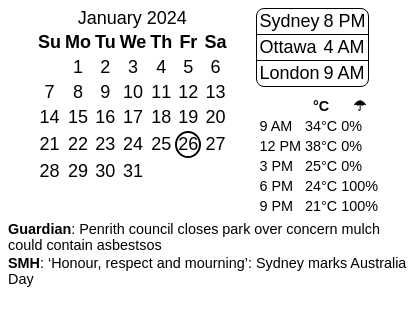 January 2024
Su Mo Tu We Th Fr Sa
1 2 3 4 5 6
7 8 9 10 11 12 13
14 15 16 17 18 19 20
21 22 23 24 25 26 27
28 29 30 31
Sydney 8 PM
Ottawa 4 AM
London 9 AM
°C ☂
9 AM 34°C 0%
12 PM 38°C 0%
3 PM 25°C 0%
6 PM 24°C 100%
9 PM 21°C 100%
Guardian: Penrith council closes park over concern mulch
could contain asbestsos
SMH: ‘Honour, respect and mourning’: Sydney marks Australia
Day